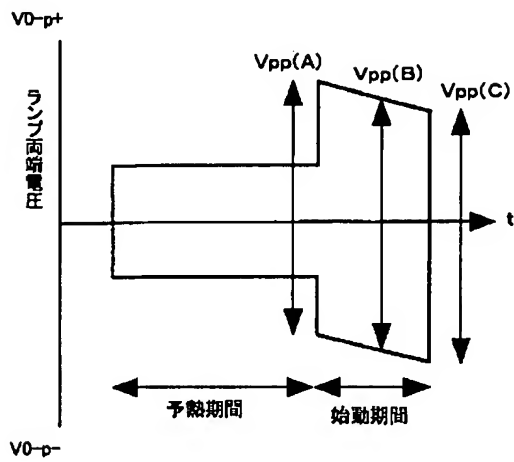 V0-p+
ランプ両端電圧
Vpp(A)
Vpp(B)
Vpp(C)
t
予熱期間
始動期間
V0-p-